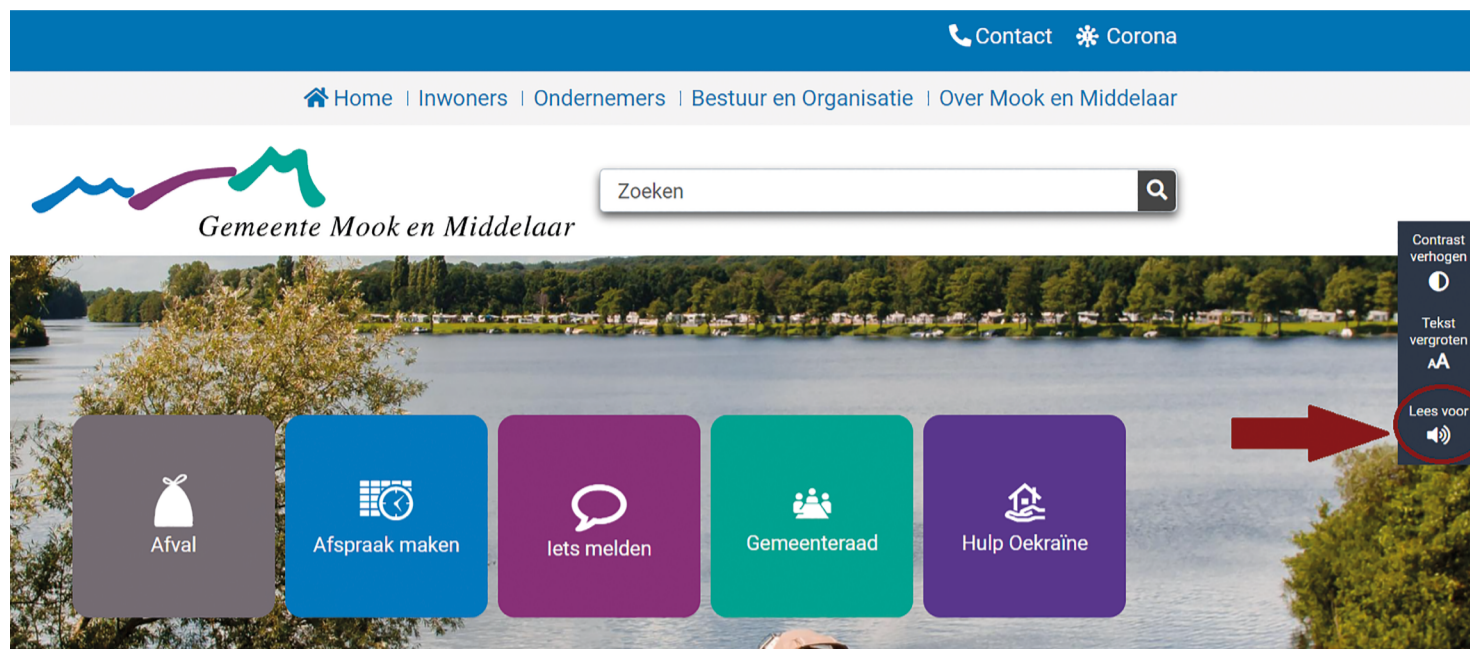 Contact Corona
Home Inwoners Ondernemers Bestuur en Organisatie Over Mook en Middelaar
Gemeente Mook en Middelaar
Zoeken
Contrast
verhogen
Tekst
vergroten
AA
Lees voor
Afval
Afspraak maken
Iets melden
Gemeenteraad
Hulp Oekraïne